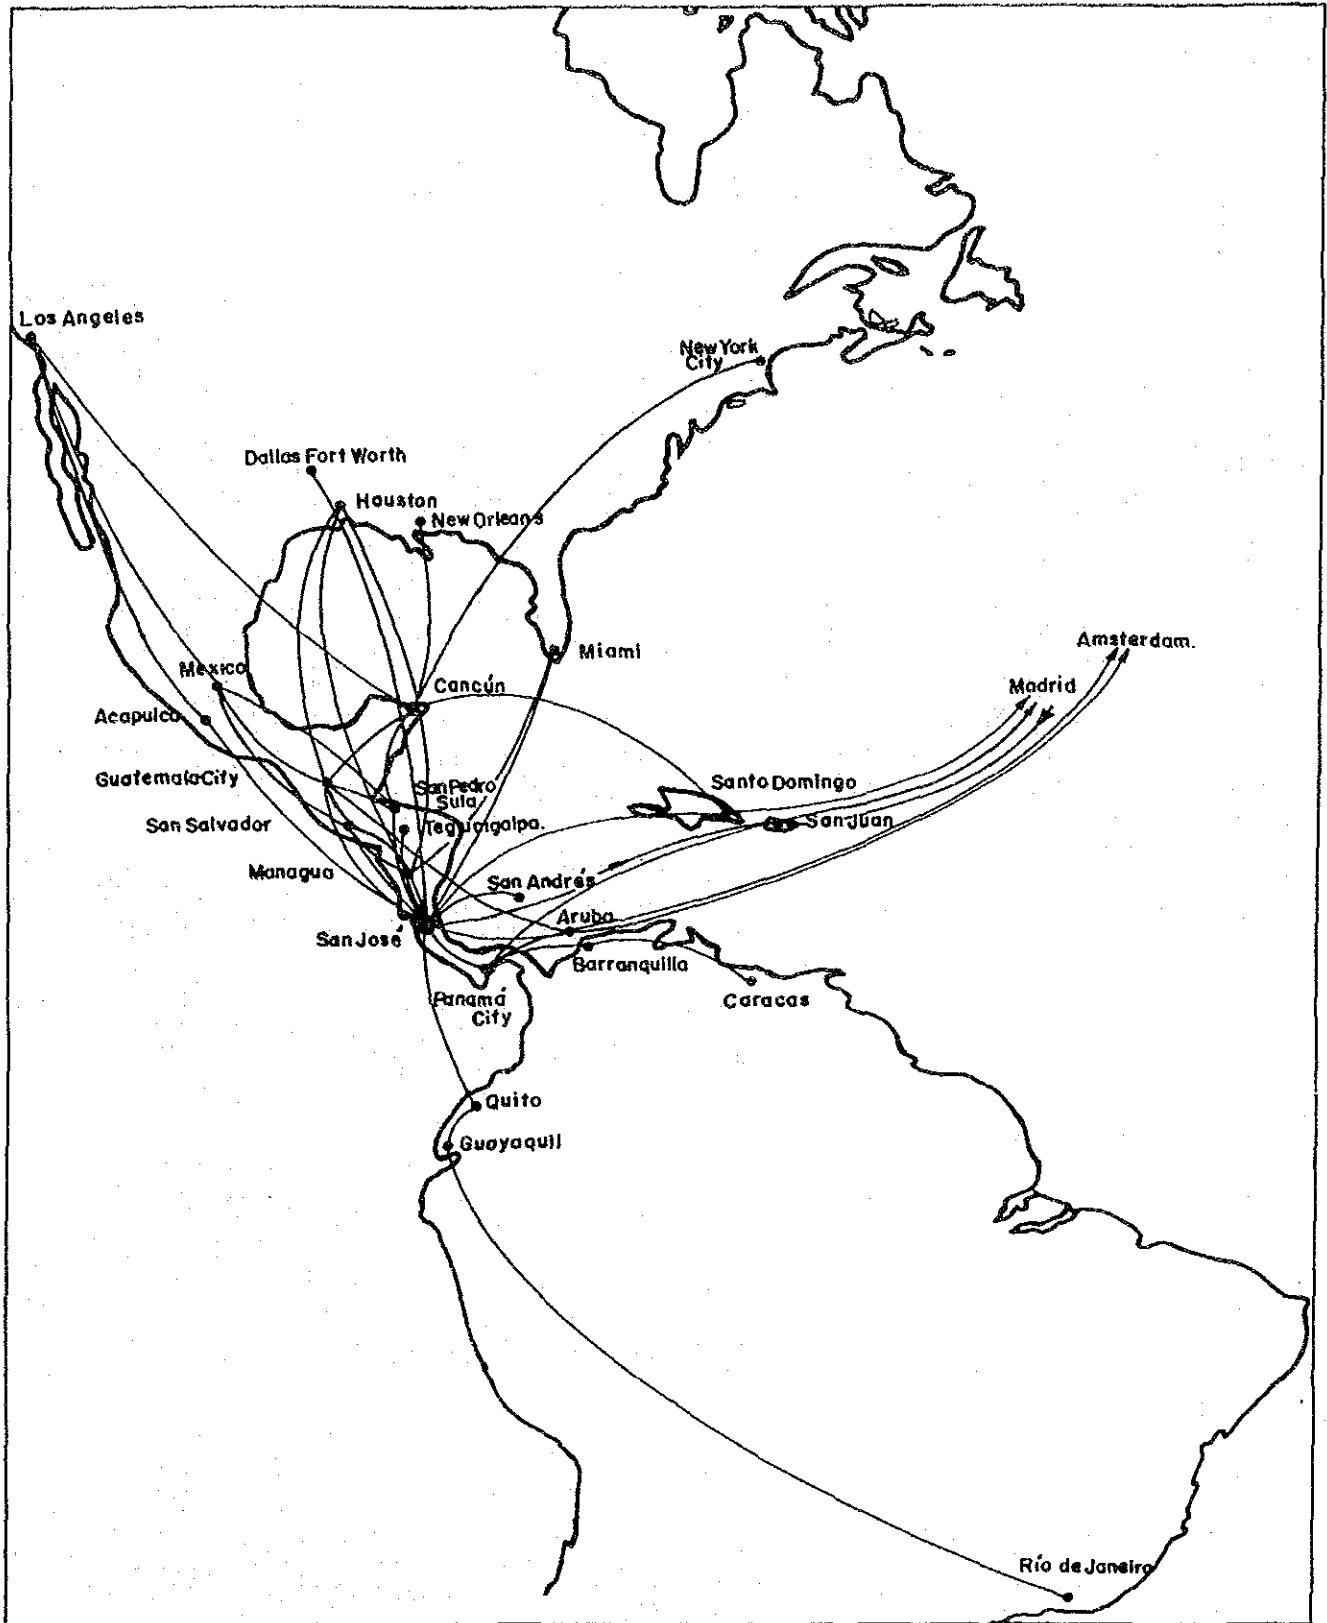 Los Angeles
New York
City
Dallas Fort Worth
Houston
New Orleans
Miami
Amsterdam.
Mexico
Cancún
Madrid
Acapulco
Guatemala City
San Pedro
Sula
Santo Domingo
San Salvador
Tegucigalpa.
San Juan
Managua
San Andrés
Aruba
San José
Barranquilla
Panamá
City
Caracas
Quito
Guayaquil
Río de Janeiro